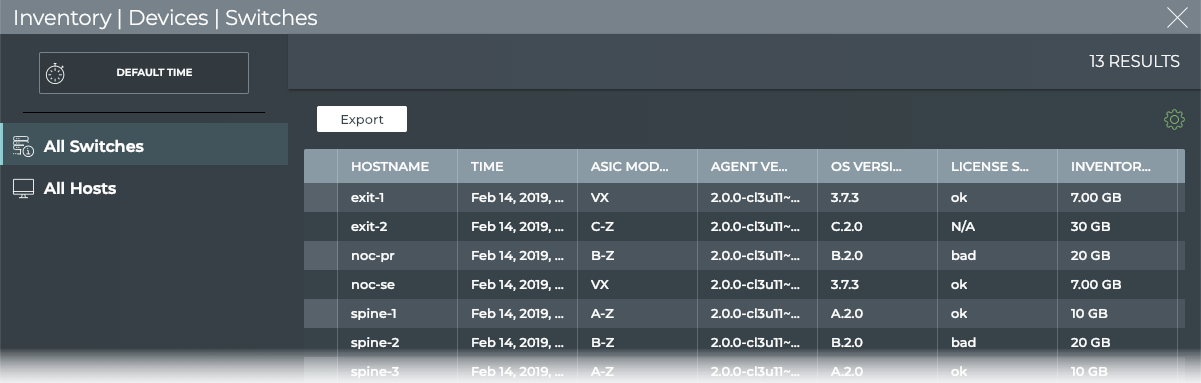 Inventory | Devices | Switches
DEFAULT TIME
13 RESULTS
All Switches
All Hosts
Export
HOSTNAME TIME ASIC MOD... AGENT VE... OS VERSI... LICENSE S... INVENTOR...
exit-1 Feb 14, 2019, ... VX 2.0.0-cl3u11~... 3.7.3 ok 7.00 GB
exit-2 Feb 14, 2019, ... C-Z 2.0.0-cl3u11~... C.2.0 N/A 30 GB
noc-pr Feb 14, 2019, ... B-Z 2.0.0-cl3u11~... B.2.0 bad 20 GB
noc-se Feb 14, 2019, ... VX 2.0.0-cl3u11~... 3.7.3 ok 7.00 GB
spine-1 Feb 14, 2019, ... A-Z 2.0.0-cl3u11~... A.2.0 ok 10 GB
spine-2 Feb 14, 2019, ... B-Z 2.0.0-cl3u11~... B.2.0 bad 20 GB
spine-3 Feb 14, 2019, ... A-Z 2.0.0-cl3u11~... A.2.0 ok 10 GB